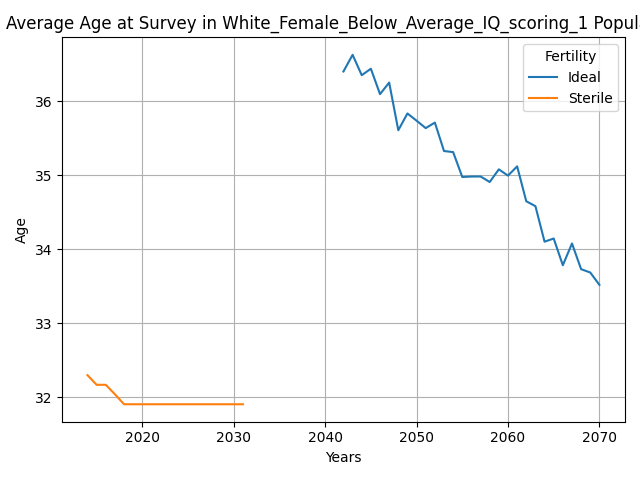 Average Age at Survey in White_Female_Below_Average_IQ_scoring_1 Popul
Fertility
Ideal
Sterile
36
35
34
33
32
Age
2020 2030 2040 2050 2060 2070
Years